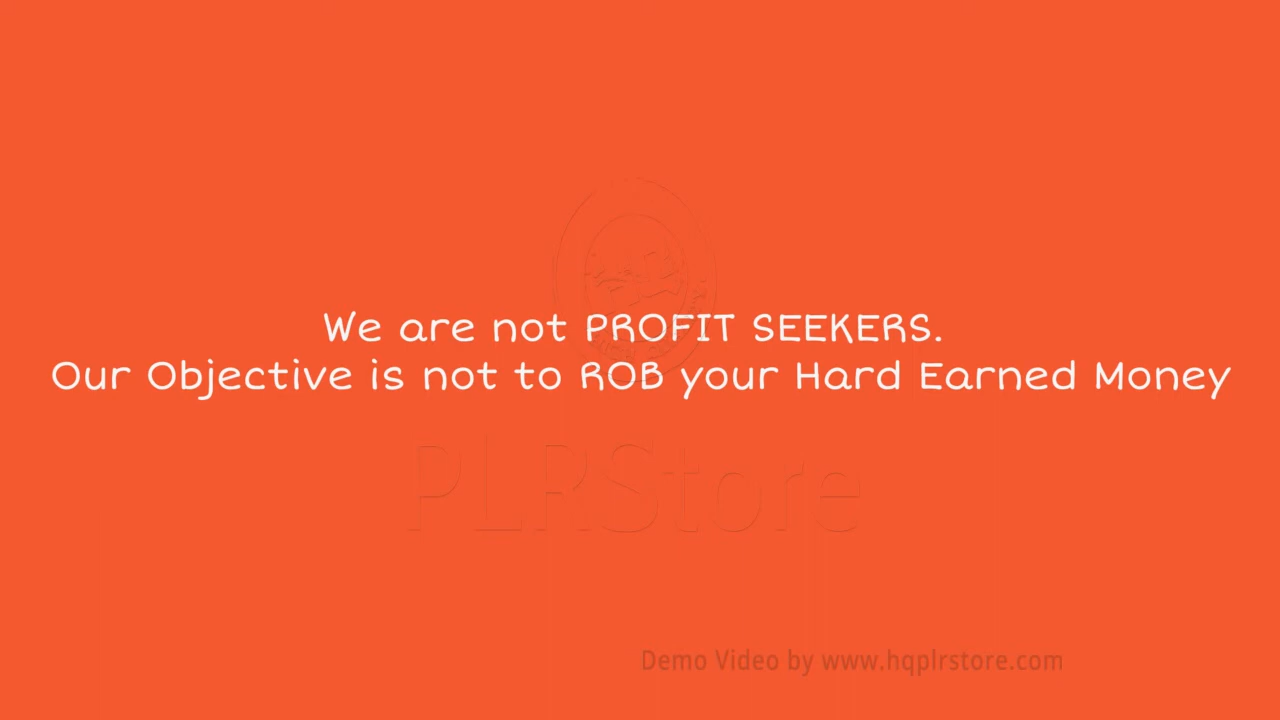 We are not PROFIT SEEKERS.
Our Objective is not to ROB your Hard Earned Money
PLRStore
Demo Video by www.hqplrstore.com